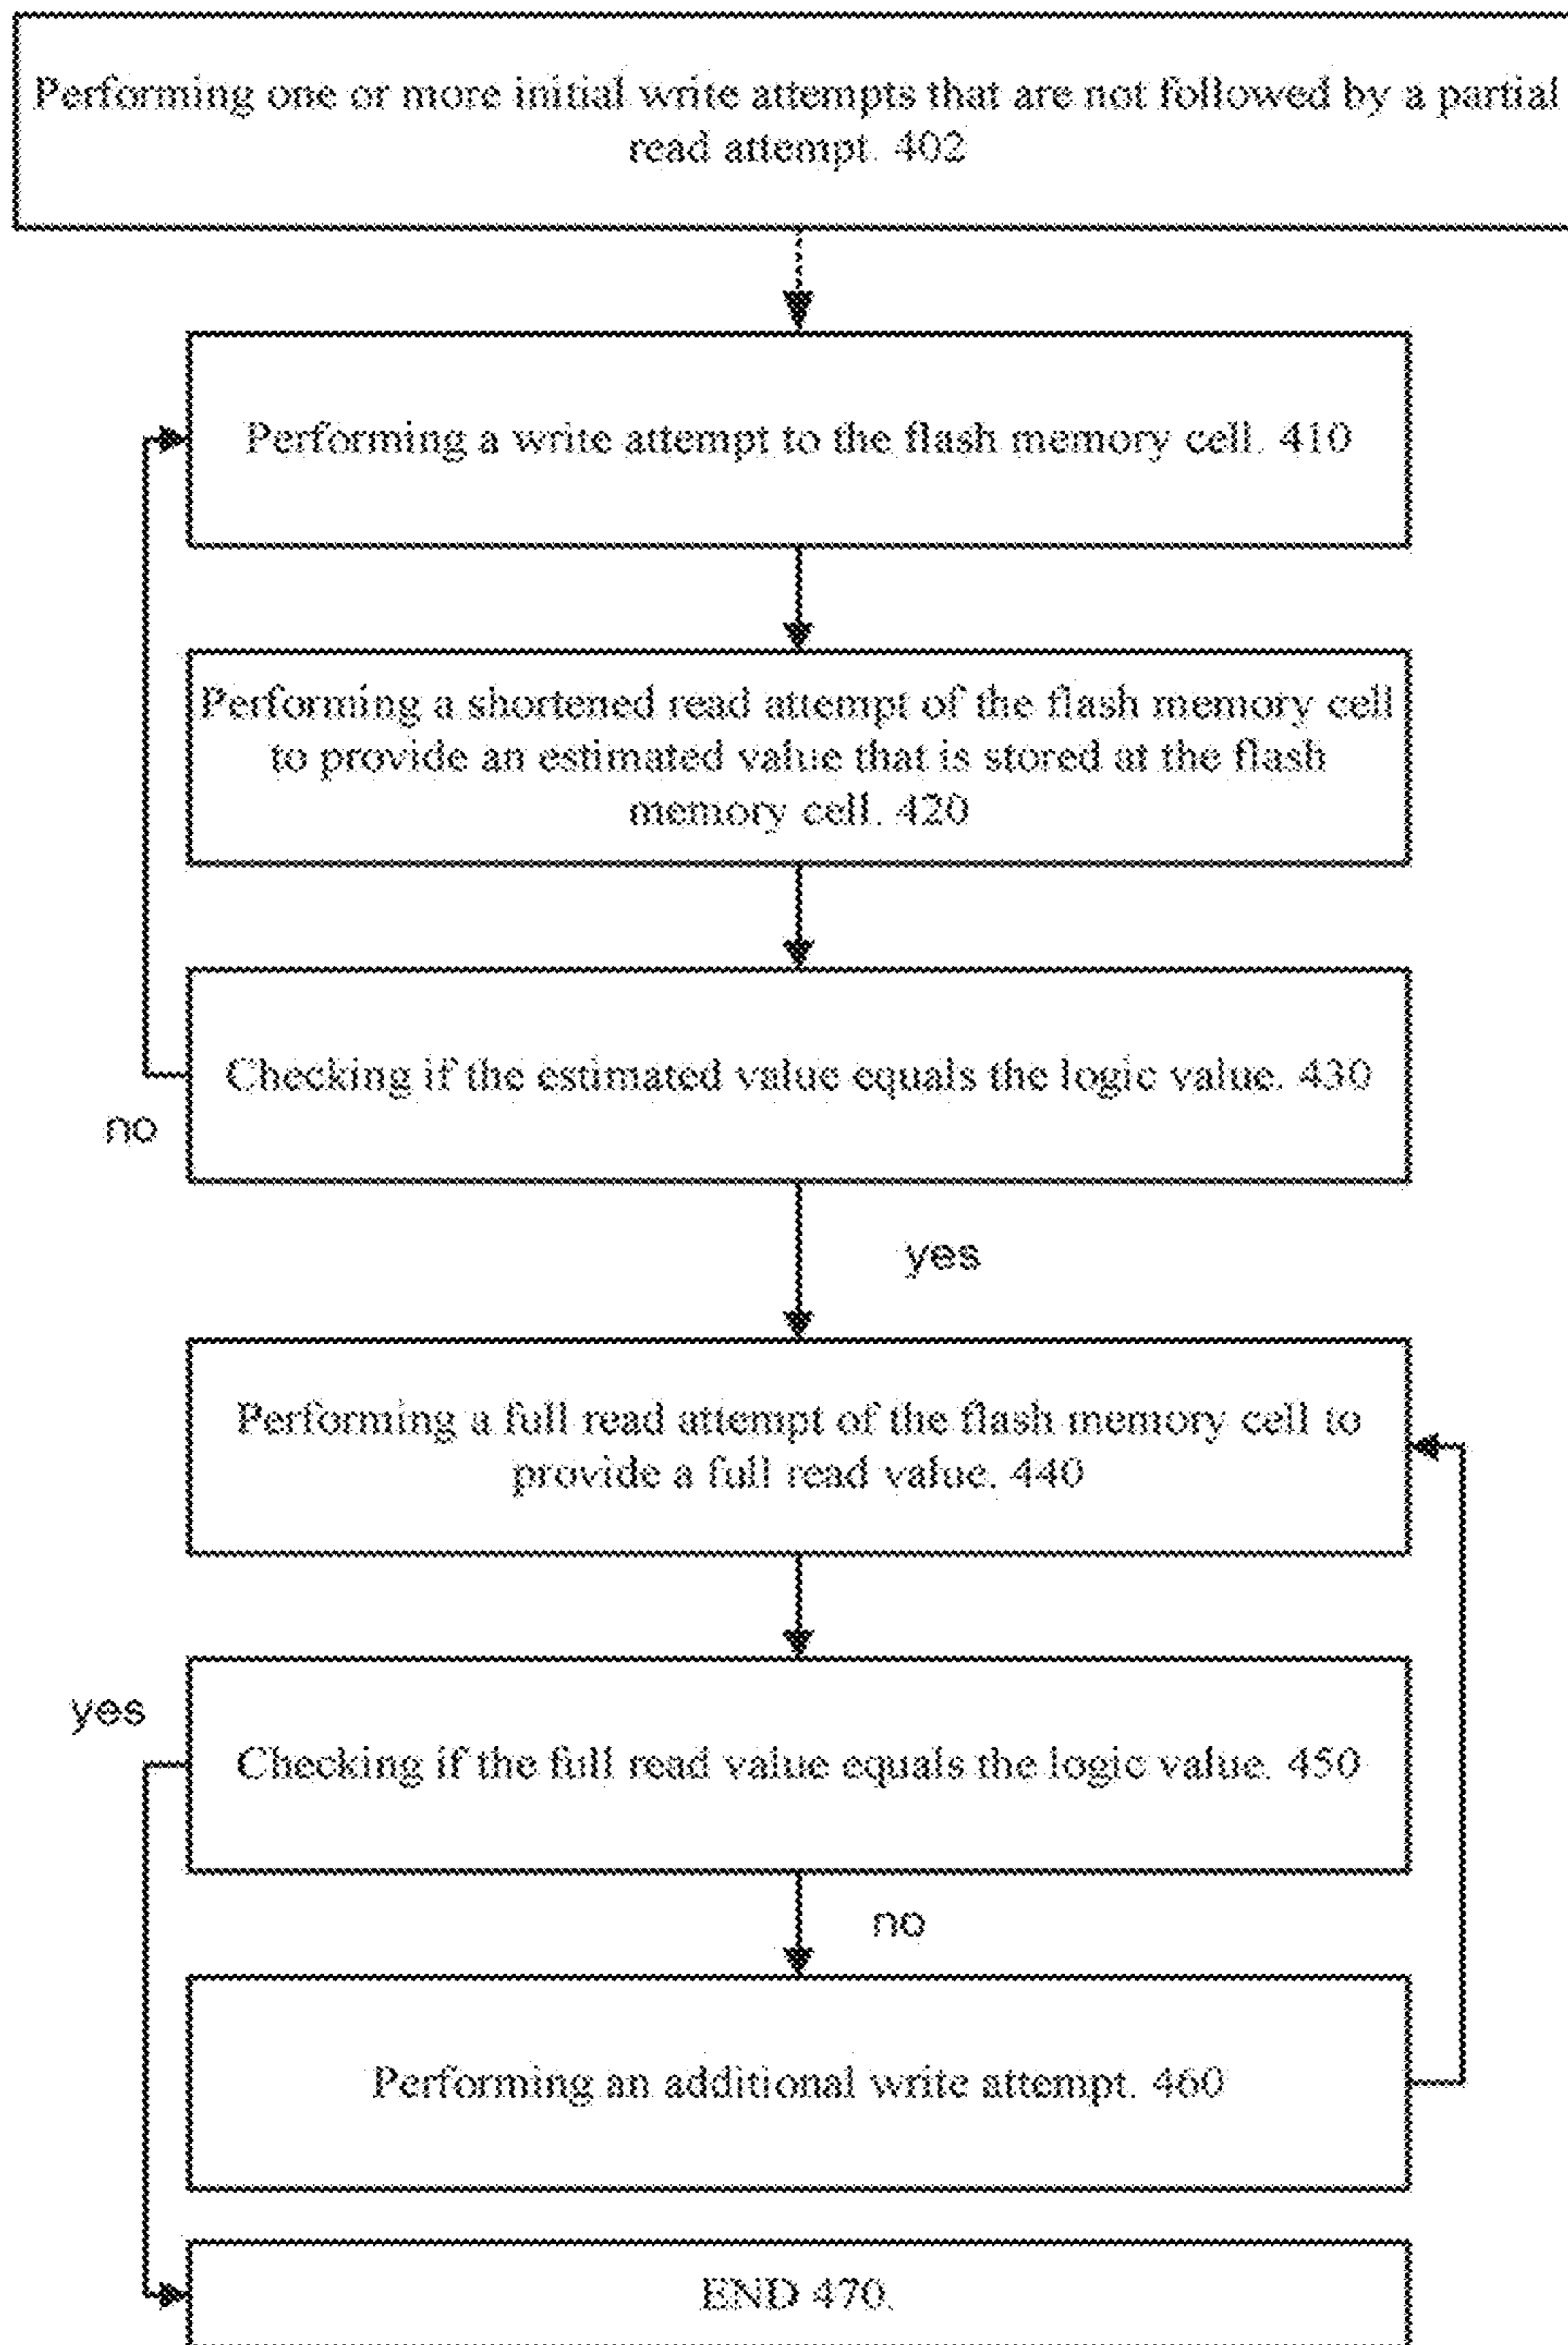 Performing one or more initial write attempts that are not followed by a partial
read attempt. 402
Performing a write attempt to the flash memory cell. 410
Performing a shortened read attempt of the flash memory cell
to provide an estimated value that is stored at the flash
memory cell. 420
Checking if the estimated value equals the logic value. 430
no
yes
Performing a full read attempt of the flash memory cell to
provide a full read value. 440
yes
Checking if the full read value equals the logic value. 450
no
Performing an additional write attempt. 460
END 470.